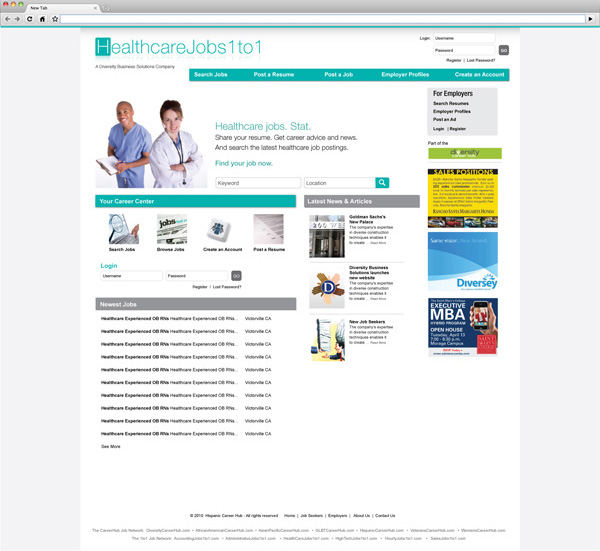 New Tab
HealthcareJobs1to1
A Diversity Business Solutions Company
Login
Username
Password
GO
Register | Lost Password?
Search Jobs Post a Resume Post a Job Employer Profiles Create an Account
Healthcare jobs. Stat.
Share your resume. Get career advice and news.
And search the latest healthcare job postings.
Find your job now.
Keyword
Location
For Employers
Search Resumes
Employer Profiles
Post an Ad
Login | Register
Part of the
diversity
SALES POSITIONS
Same vision.
Diversey
EXECUTIVE
MBA
HYBRID PROGRAM
OPEN HOUSE
Tuesday, April 13
7:00 - 8:30 p.m.
Moraga Campus
SAINT
Your Career Center
Search Jobs Browse Jobs Create an Account Post a Resume
Login
Username
Password
GO
Register | Lost Password?
Latest News & Articles
Goldman Sachs's
New Palace
The company's expertise
in diverse construction
techniques enables it
to create ... Read More
Diversity Business
Solutions launches
new website
The company's expertise
in diverse construction
techniques enables it
to create ... Read More
New Job Seekers
The company's expertise
in diverse construction
techniques enables it
to create ... Read More
Newest Jobs
Healthcare Experienced OB RNs Healthcare Experienced OB RNs... Victorville CA
Healthcare Experienced OB RNs Healthcare Experienced OB RNs... Victorville CA
Healthcare Experienced OB RNs Healthcare Experienced OB RNs... Victorville CA
Healthcare Experienced OB RNs Healthcare Experienced OB RNs... Victorville CA
Healthcare Experienced OB RNs Healthcare Experienced OB RNs... Victorville CA
Healthcare Experienced OB RNs Healthcare Experienced OB RNs... Victorville CA
Healthcare Experienced OB RNs Healthcare Experienced OB RNs... Victorville CA
Healthcare Experienced OB RNs Healthcare Experienced OB RNs... Victorville CA
Healthcare Experienced OB RNs Healthcare Experienced OB RNs... Victorville CA
Healthcare Experienced OB RNs Healthcare Experienced OB RNs... Victorville CA
See More
© 2010 Hispanic Career Hub - All rights reserved Home | Job Seekers | Employers | About Us | Contact Us
The CareerHub Job Network: DiversityCareerHub.com • AfricanAmericanCareerHub.com • AsianPacificCareerHub.com • GLBTCareerHub.com • HispanicCareerHub.com • VeteransCareerHub.com • WomensCareerHub.com
The 1to1 Job Network: AccountingJobs1to1.com • AdministrativeJobs1to1.com • HealthCareJobs1to1.com • HighTechJobs1to1.com • HourlyJobs1to1.com • SalesJobs1to1.com